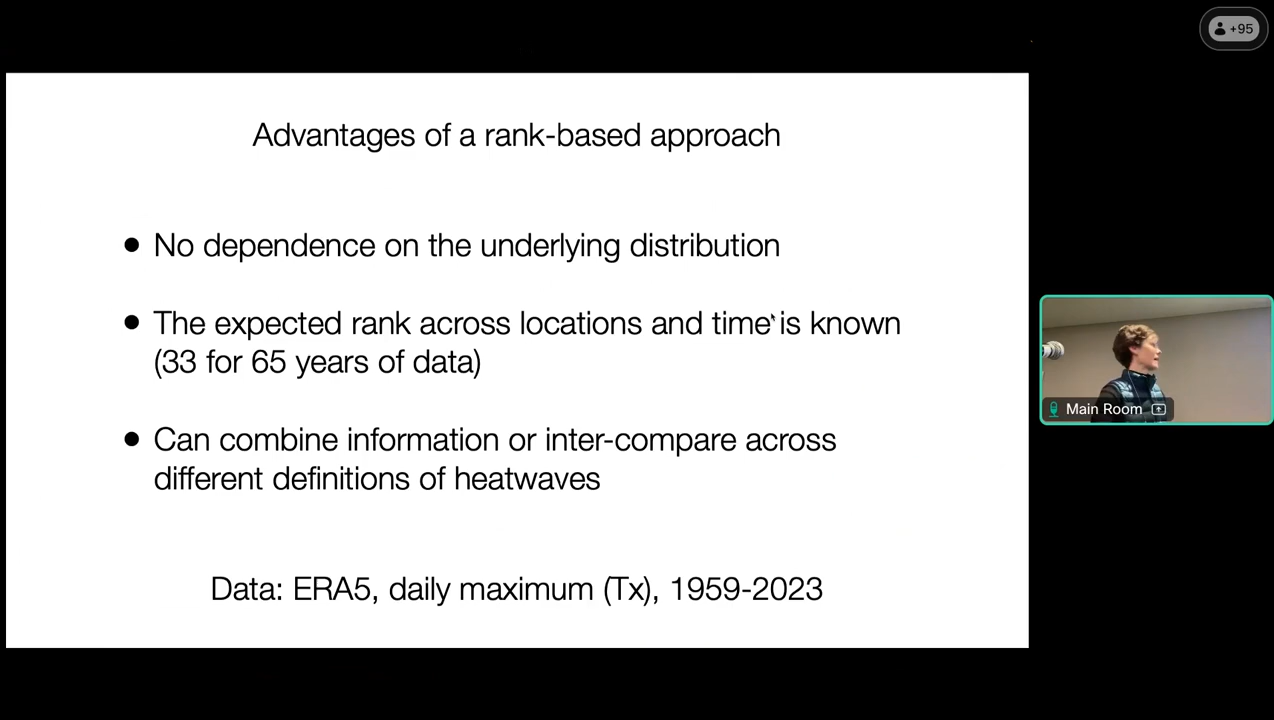 +95
Advantages of a rank-based approach
● No dependence on the underlying distribution
● The expected rank across locations and time is known
(33 for 65 years of data)
● Can combine information or inter-compare across
different definitions of heatwaves
Data: ERA5, daily maximum (Tx), 1959-2023
Main Room